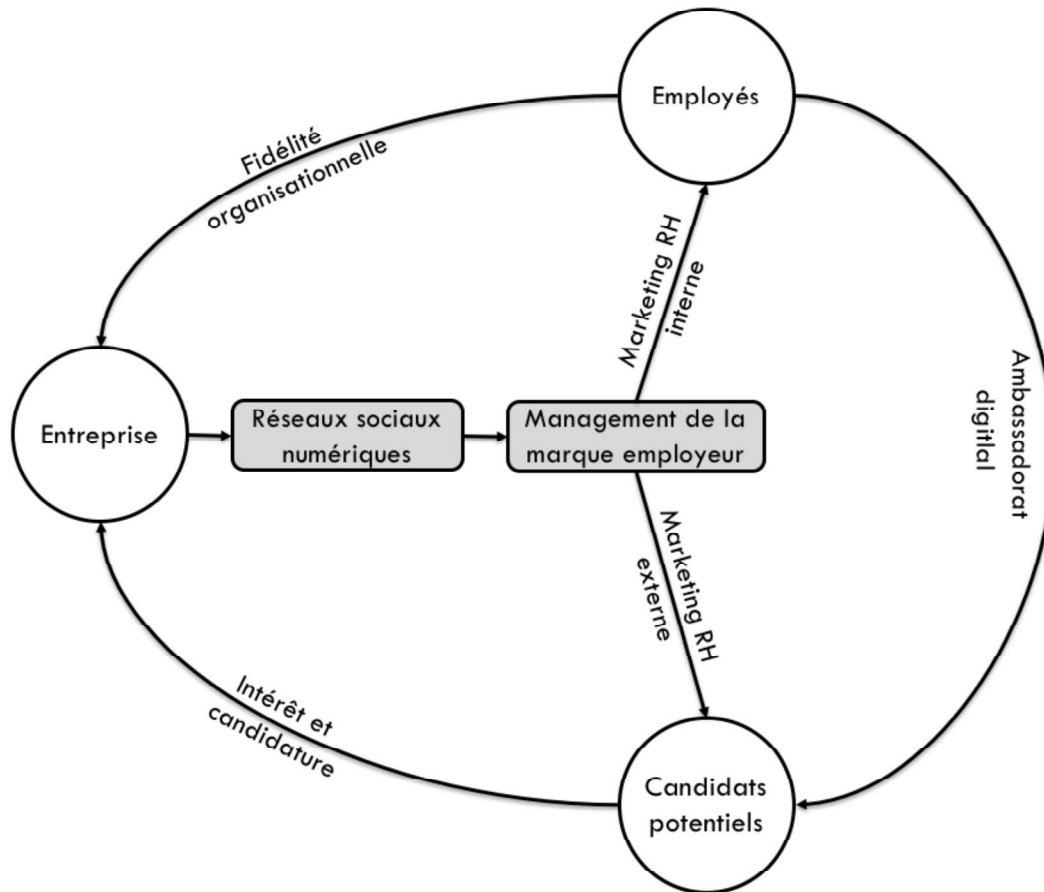 Employés
Fidélité
organisationnelle
Marketing RH
interne
Ambassadorat
digitlal
Entreprise
Réseaux sociaux
numériques
Management de la
marque employeur
Marketing RH
externe
Intérêt et
candidature
Candidats
potentiels